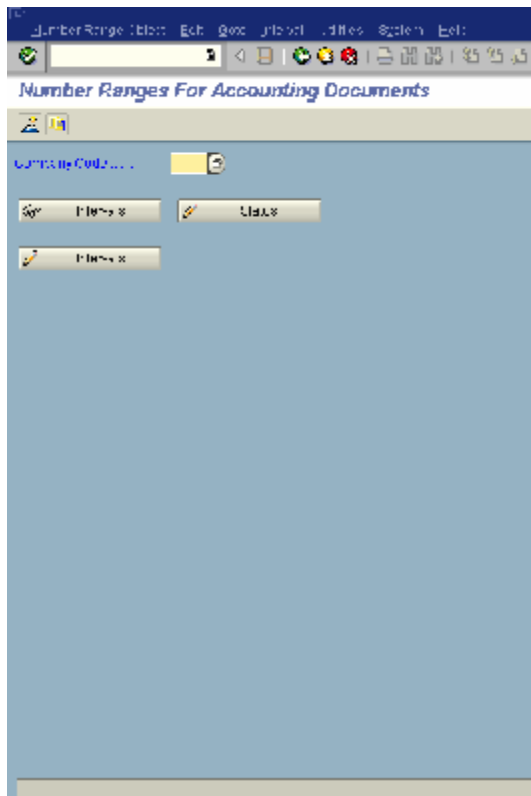 Number Range Object Edit Goto Interval Utilities System Help
Number Ranges For Accounting Documents
Company Code
Intervals Status
Intervals